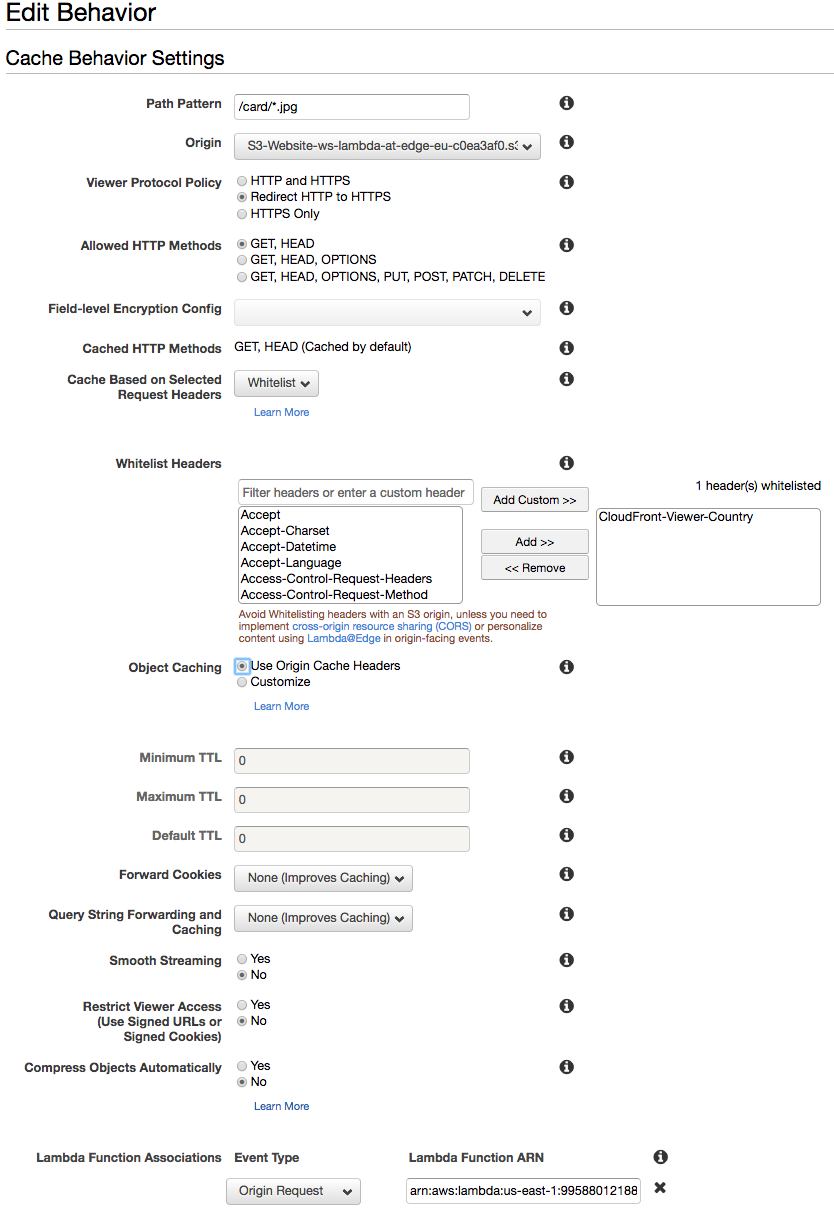 Edit Behavior
Cache Behavior Settings
Path Pattern
/card/*.jpg
Origin
S3-Website-ws-lambda-at-edge-eu-c0ea3af0.s3
Viewer Protocol Policy
HTTP and HTTPS
Redirect HTTP to HTTPS
HTTPS Only
Allowed HTTP Methods
GET, HEAD
GET, HEAD, OPTIONS
GET, HEAD, OPTIONS, PUT, POST, PATCH, DELETE
Field-level Encryption Config
Cached HTTP Methods
GET, HEAD (Cached by default)
Cache Based on Selected
Request Headers
Whitelist
Learn More
Whitelist Headers
Filter headers or enter a custom header
Add Custom >>
1 header(s) whitelisted
Accept
Accept-Charset
Accept-Datetime
Accept-Language
Access-Control-Request-Headers
Access-Control-Request-Method
Add >>
<< Remove
CloudFront-Viewer-Country
Avoid Whitelisting headers with an S3 origin, unless you need to
implement cross-origin resource sharing (CORS) or personalize
content using Lambda@Edge in origin-facing events.
Object Caching
Use Origin Cache Headers
Customize
Learn More
Minimum TTL
0
Maximum TTL
0
Default TTL
0
Forward Cookies
None (Improves Caching)
Query String Forwarding and
Caching
None (Improves Caching)
Smooth Streaming
Yes
No
Restrict Viewer Access
(Use Signed URLs or
Signed Cookies)
Yes
No
Compress Objects Automatically
Yes
No
Learn More
Lambda Function Associations
Event Type
Lambda Function ARN
Origin Request
arn:aws:lambda:us-east-1:99588012188